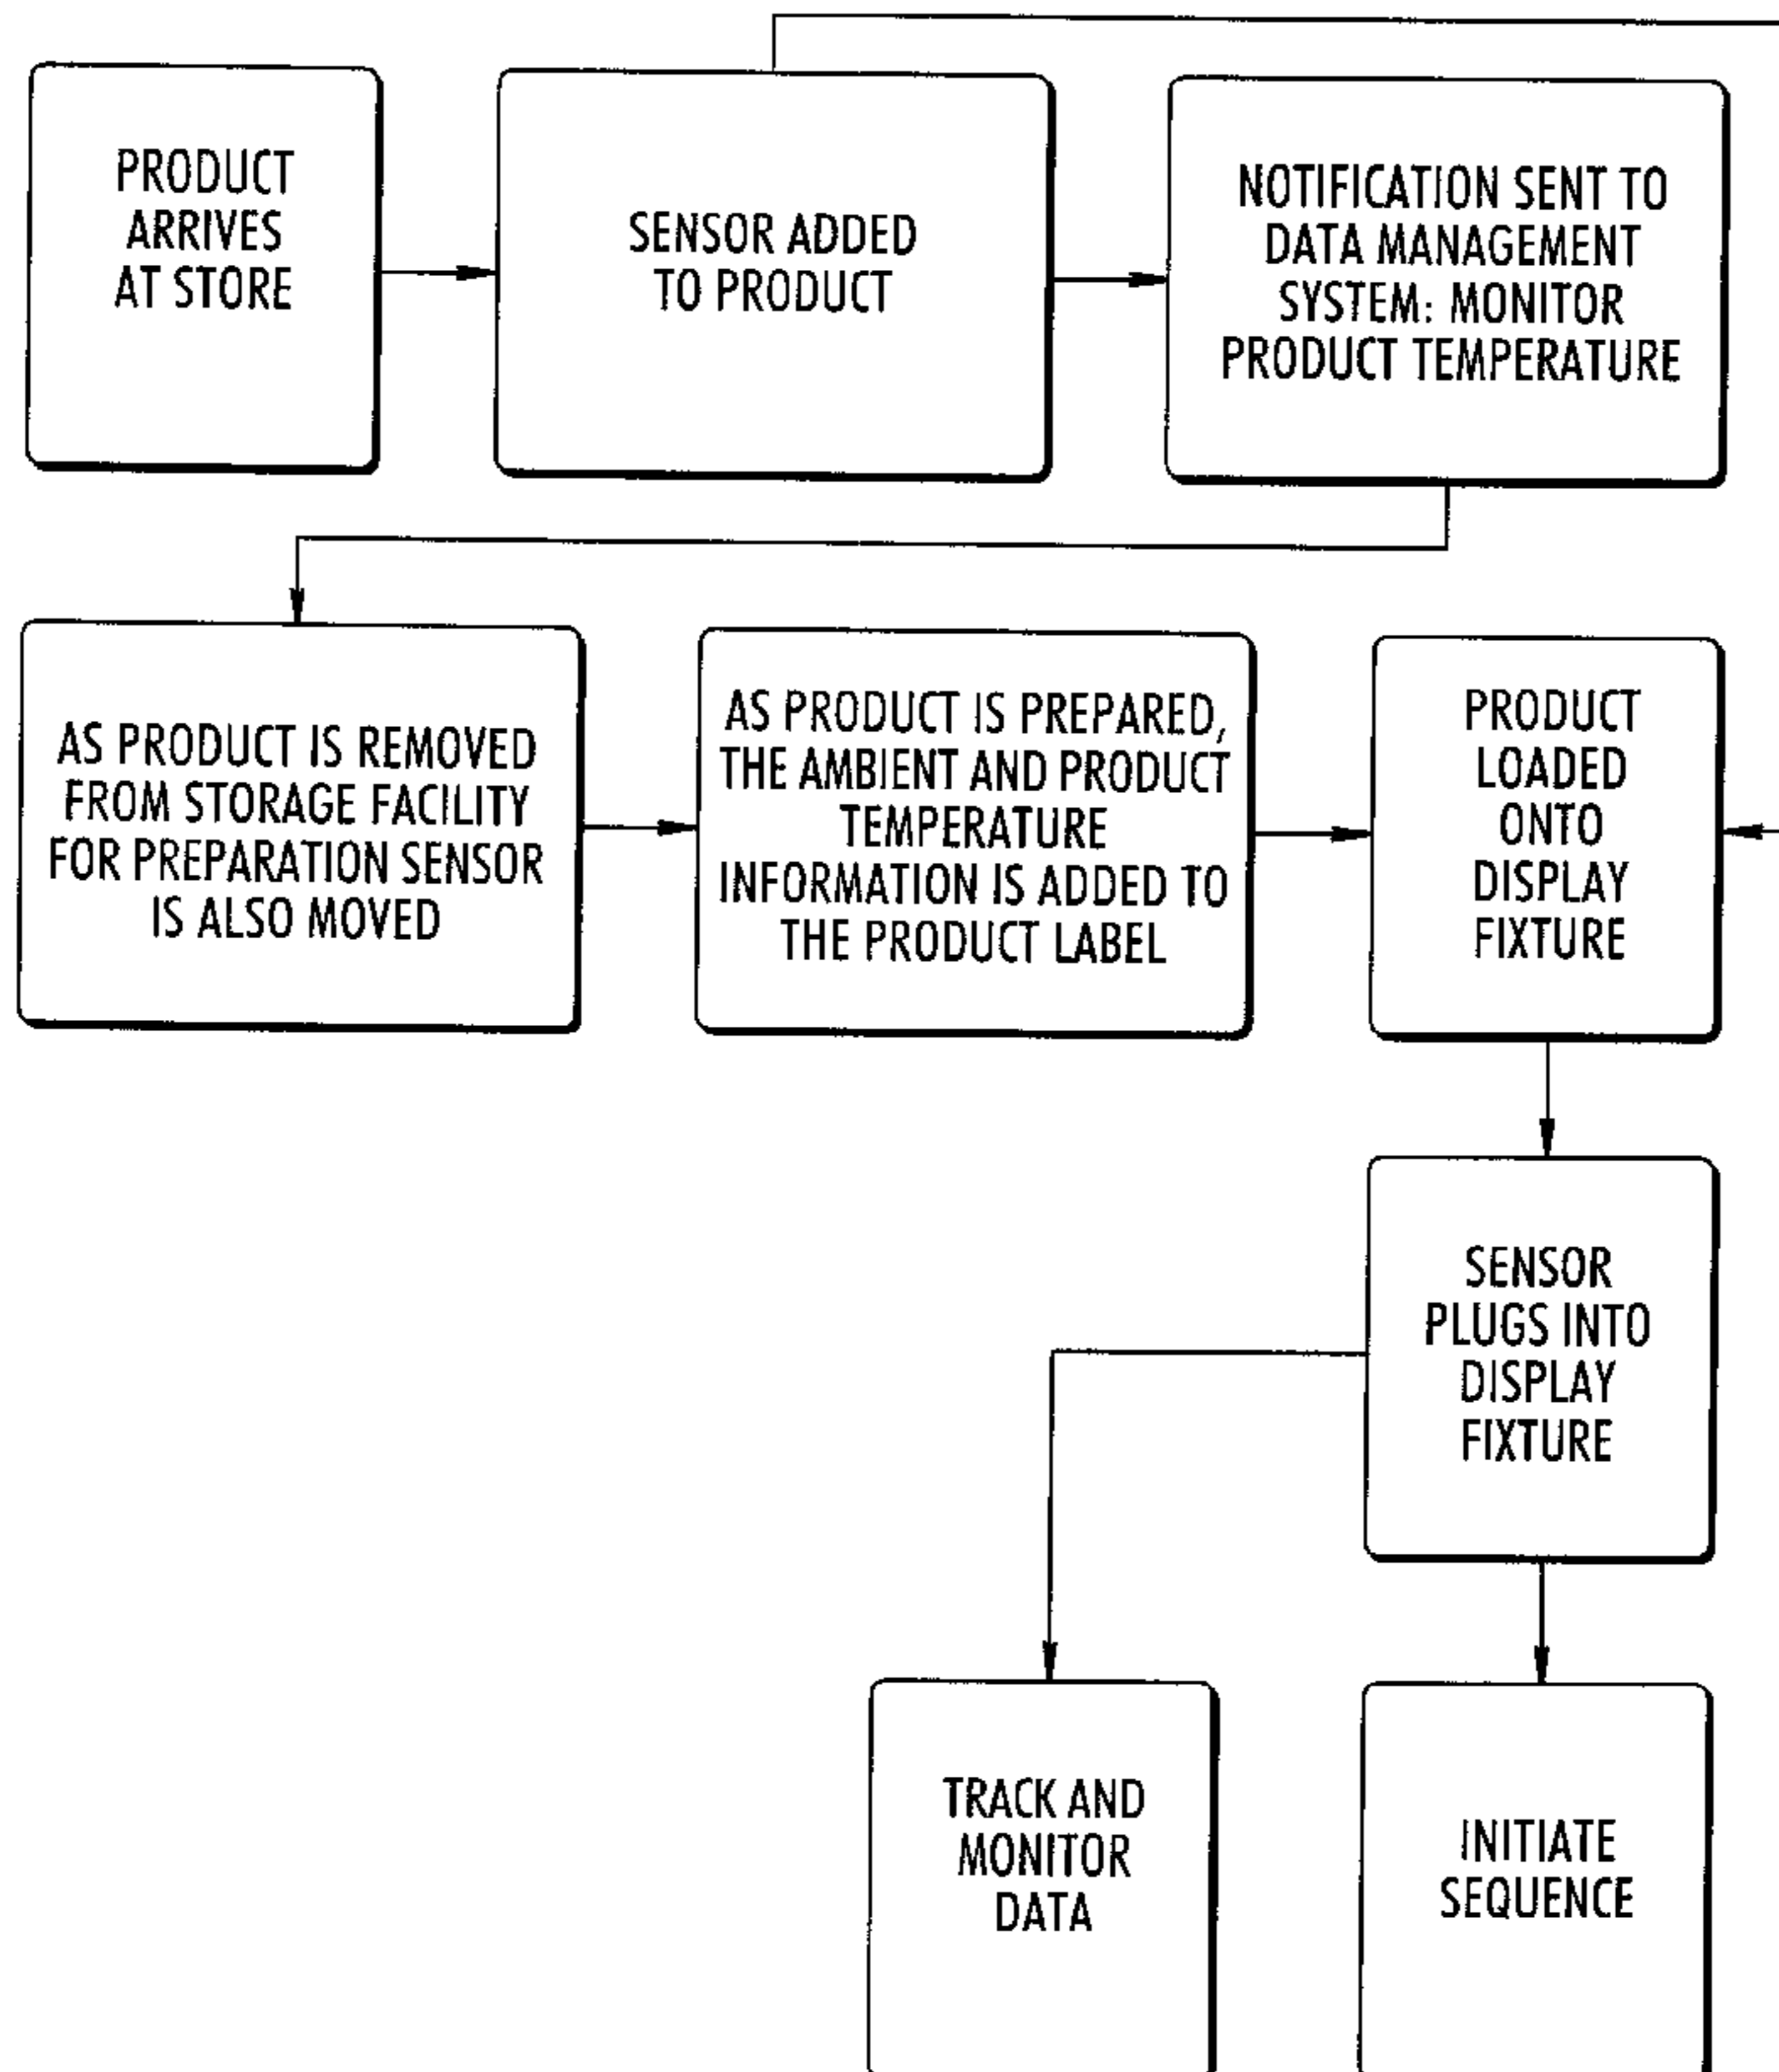 PRODUCT
ARRIVES
AT STORE
SENSOR ADDED
TO PRODUCT
NOTIFICATION SENT TO
DATA MANAGEMENT
SYSTEM: MONITOR
PRODUCT TEMPERATURE
AS PRODUCT IS REMOVED
FROM STORAGE FACILITY
FOR PREPARATION SENSOR
IS ALSO MOVED
AS PRODUCT IS PREPARED,
THE AMBIENT AND PRODUCT
TEMPERATURE
INFORMATION IS ADDED TO
THE PRODUCT LABEL
PRODUCT
LOADED
ONTO
DISPLAY
FIXTURE
SENSOR
PLUGS INTO
DISPLAY
FIXTURE
TRACK AND
MONITOR
DATA
INITIATE
SEQUENCE